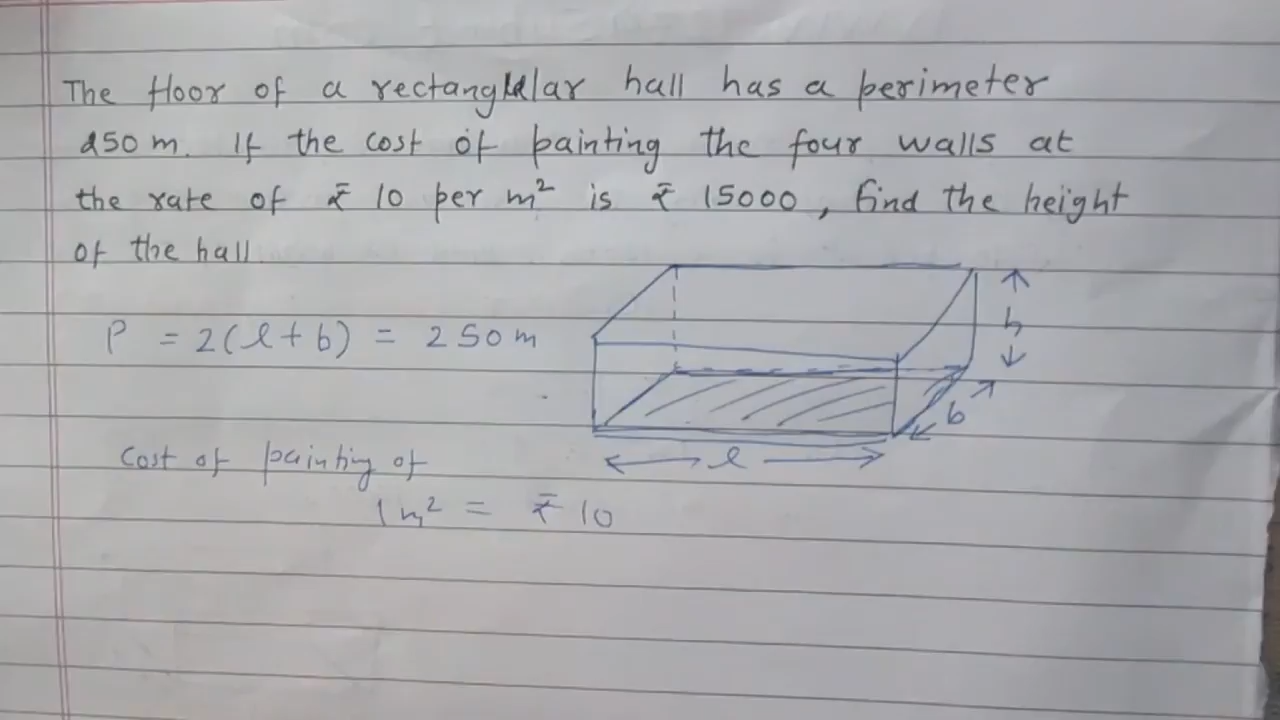 The floor of a rectangular hall has a perimeter
250 m. If the cost of painting the four walls at
the rate of ₹ 10 per m² is ₹ 15000, find the height
of the hall.
P = 2(l + b) = 250 m
h
b
l
Cost of painting of
1 m² = ₹ 10